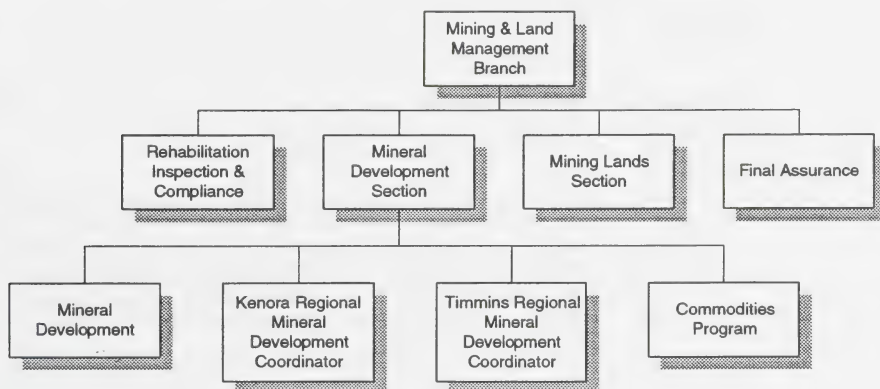 Mining & Land
Management
Branch
Rehabilitation
Inspection &
Compliance
Mineral
Development
Section
Mining Lands
Section
Final Assurance
Mineral
Development
Kenora Regional
Mineral
Development
Coordinator
Timmins Regional
Mineral
Development
Coordinator
Commodities
Program